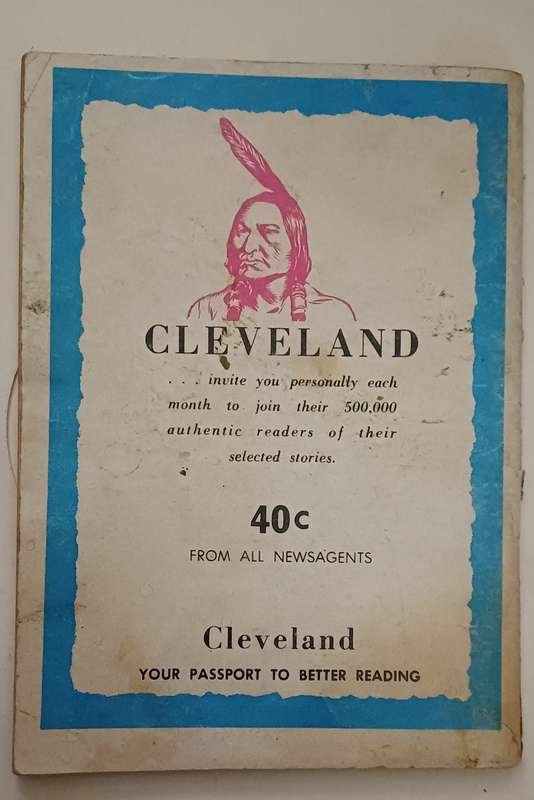 CLEVELAND
. . . invite you personally each
month to join their 500,000
authentic readers of their
selected stories.
40c
FROM ALL NEWSAGENTS
Cleveland
YOUR PASSPORT TO BETTER READING